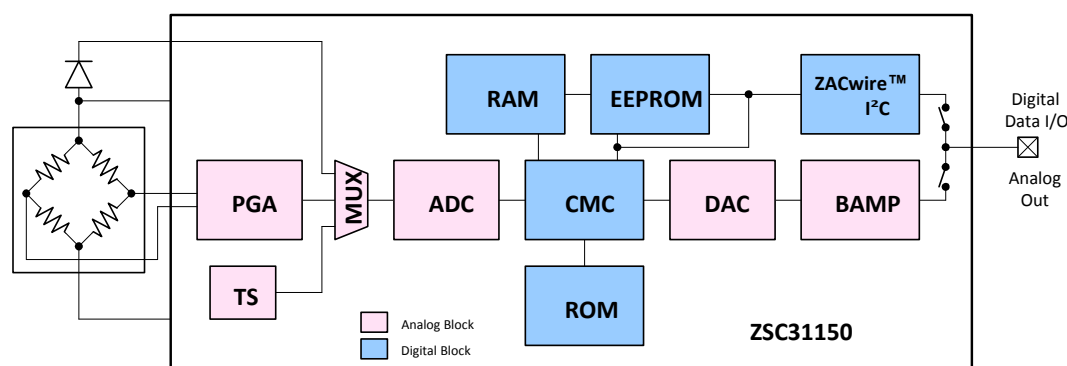 RAM
EEPROM
ZACwire™
I²C
Digital
Data I/O
Analog
Out
PGA
MUX
ADC
CMC
DAC
BAMP
TS
ROM
Analog Block
Digital Block
ZSC31150